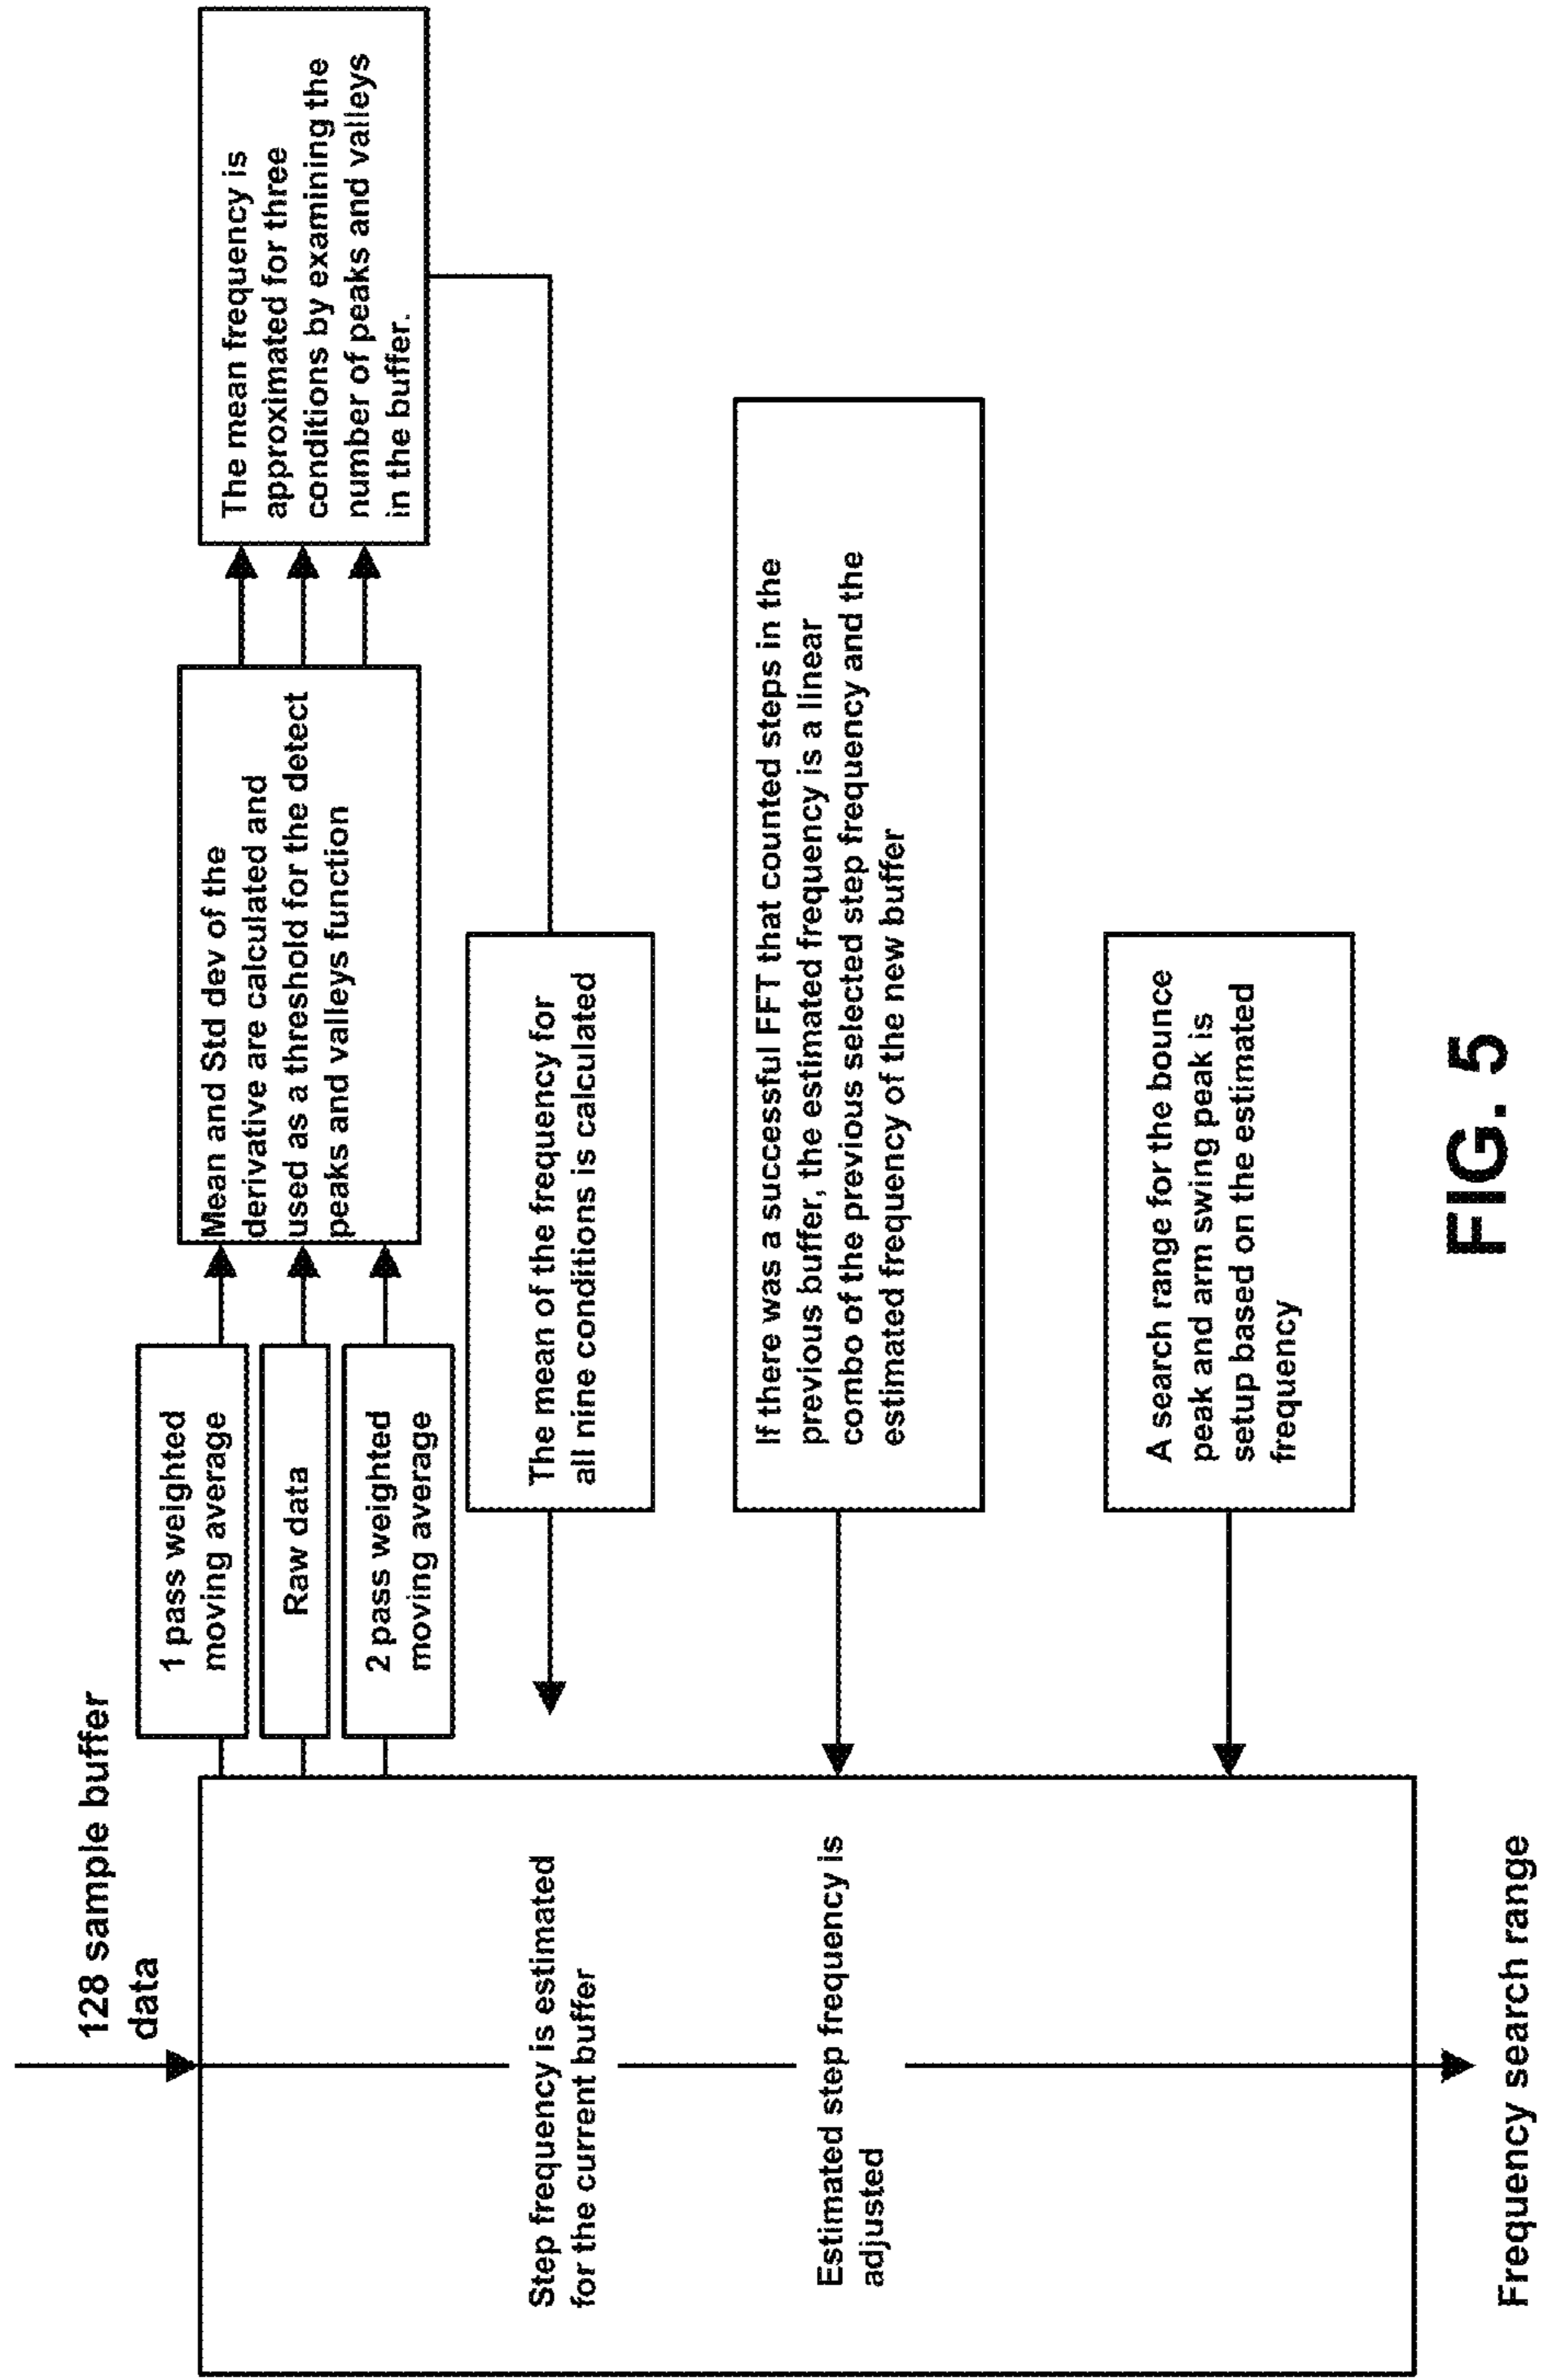 128 sample buffer
data
1 pass weighted
moving average
Raw data
2 pass weighted
moving average
Mean and Std dev of the
derivative are calculated and
used as a threshold for the detect
peaks and valleys function
The mean frequency is
approximated for three
conditions by examining the
number of peaks and valleys
in the buffer.
Step frequency is estimated
for the current buffer
The mean of the frequency for
all nine conditions is calculated
Estimated step frequency is
adjusted
If there was a successful FFT that counted steps in the
previous buffer, the estimated frequency is a linear
combo of the previous selected step frequency and the
estimated frequency of the new buffer
A search range for the bounce
peak and arm swing peak is
setup based on the estimated
frequency
Frequency search range
FIG. 5